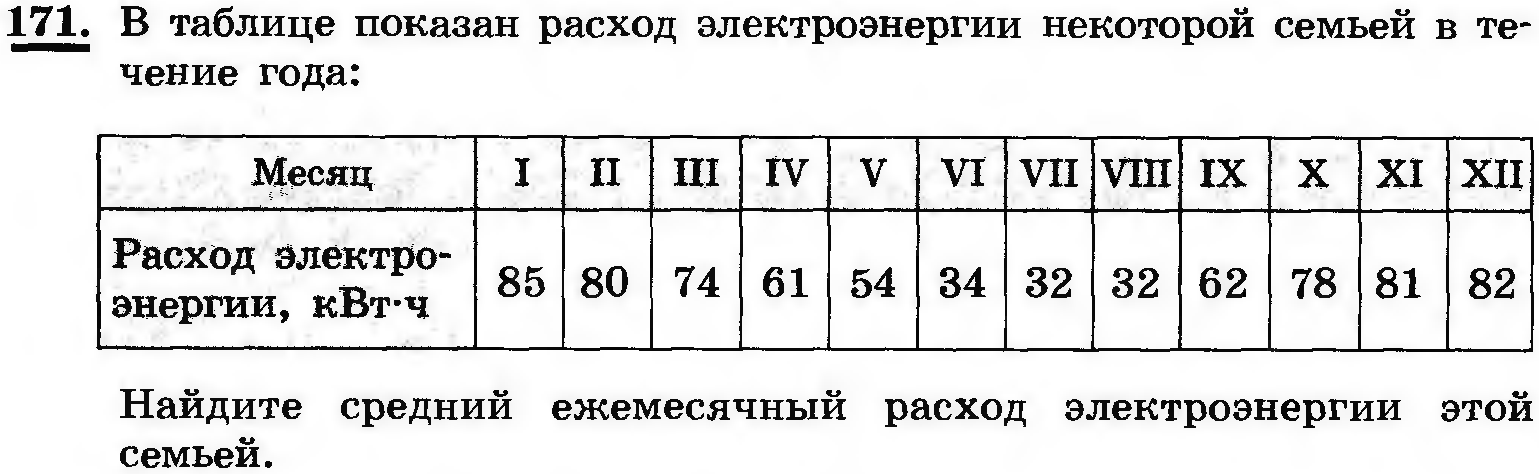 171. В таблице показан расход электроэнергии некоторой семьей в те-
чение года:
Месяц I II III IV V VI VII VIII IX X XI XII
Расход электро-
энергии, кВт·ч 85 80 74 61 54 34 32 32 62 78 81 82
Найдите средний ежемесячный расход электроэнергии этой
семьей.